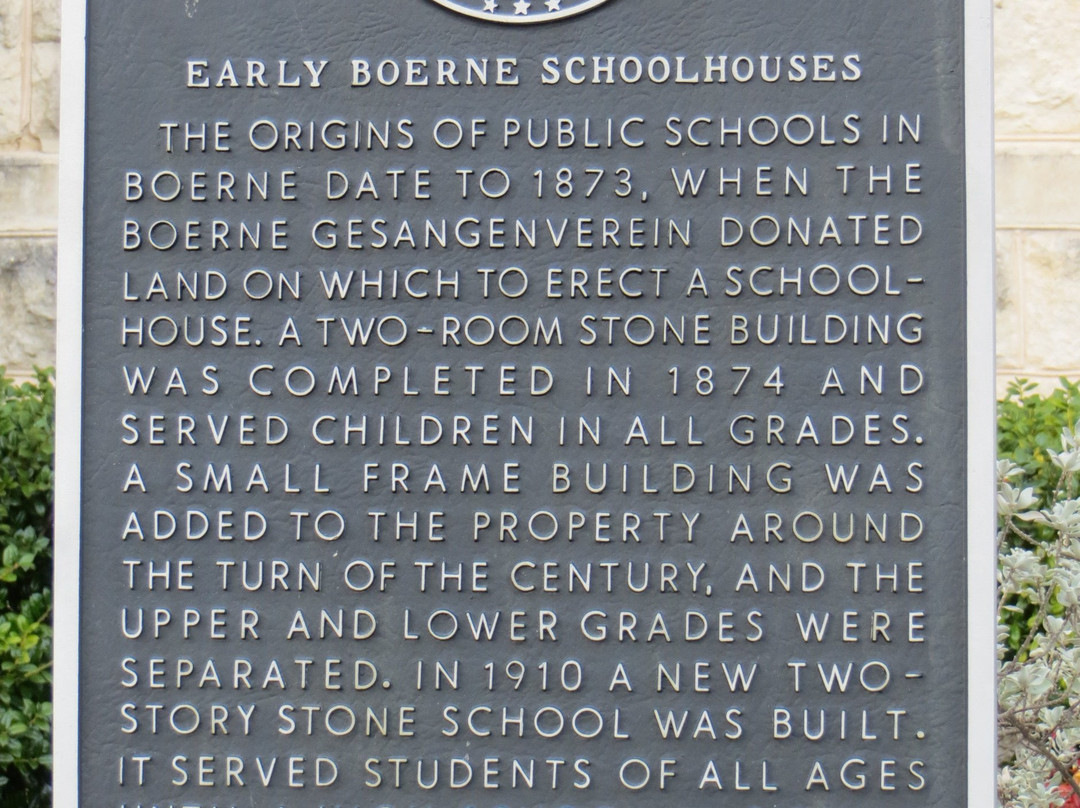 EARLY BOERNE SCHOOLHOUSES
THE ORIGINS OF PUBLIC SCHOOLS IN
BOERNE DATE TO 1873, WHEN THE
BOERNE GESANGENVEREIN DONATED
LAND ON WHICH TO ERECT A SCHOOL-
HOUSE. A TWO-ROOM STONE BUILDING
WAS COMPLETED IN 1874 AND
SERVED CHILDREN IN ALL GRADES.
A SMALL FRAME BUILDING WAS
ADDED TO THE PROPERTY AROUND
THE TURN OF THE CENTURY, AND THE
UPPER AND LOWER GRADES WERE
SEPARATED. IN 1910 A NEW TWO-
STORY STONE SCHOOL WAS BUILT.
IT SERVED STUDENTS OF ALL AGES